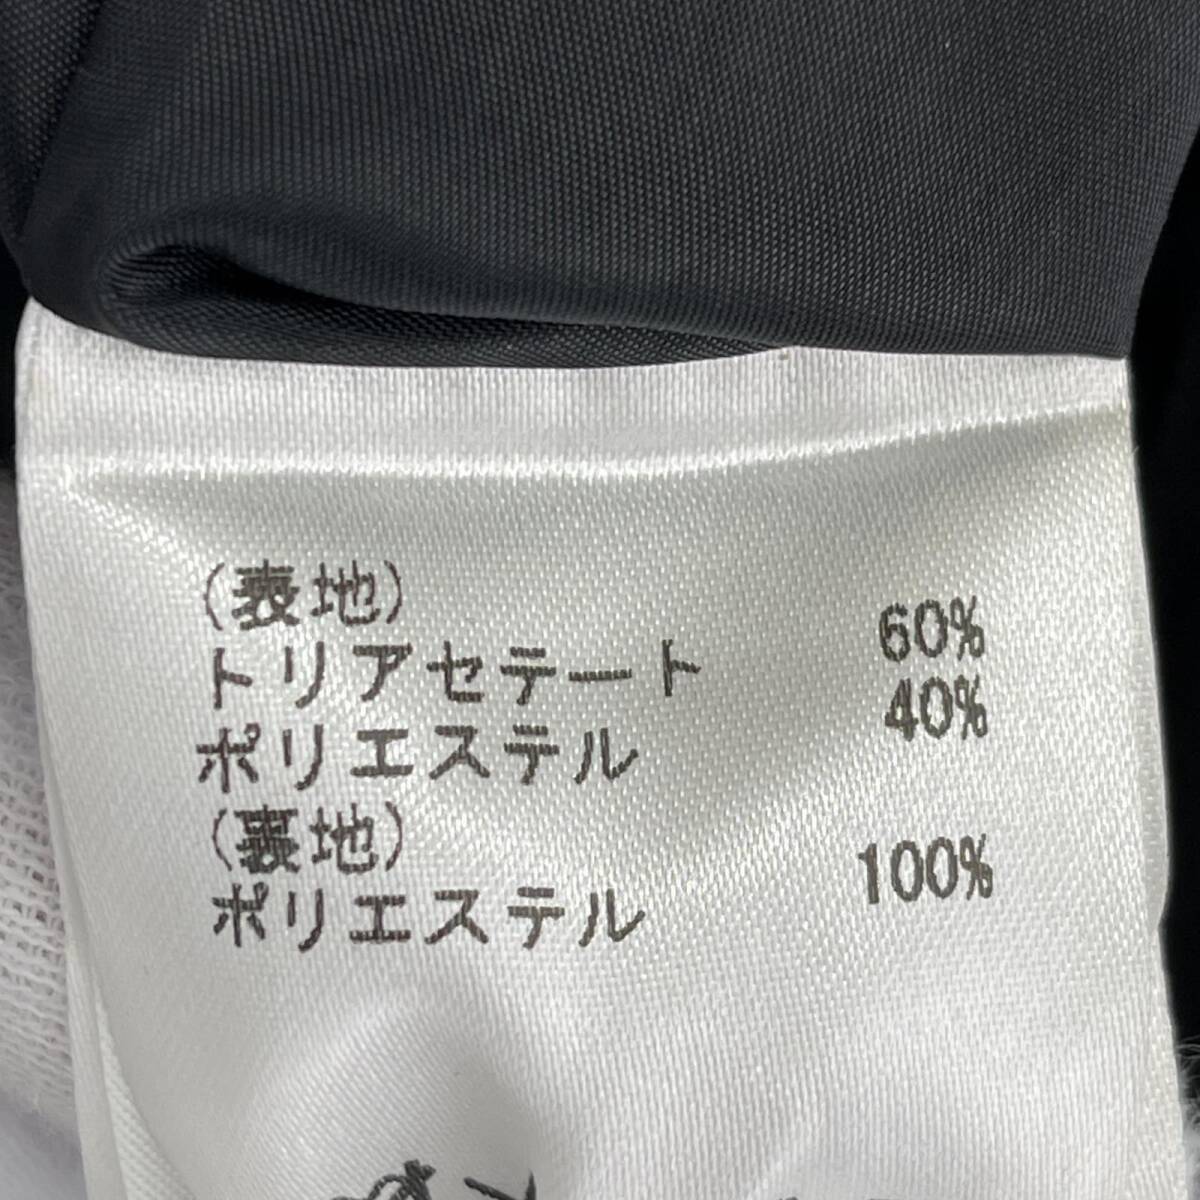 (表地)
トリアセテート 60%
ポリエステル 40%
(裏地)
ポリエステル 100%